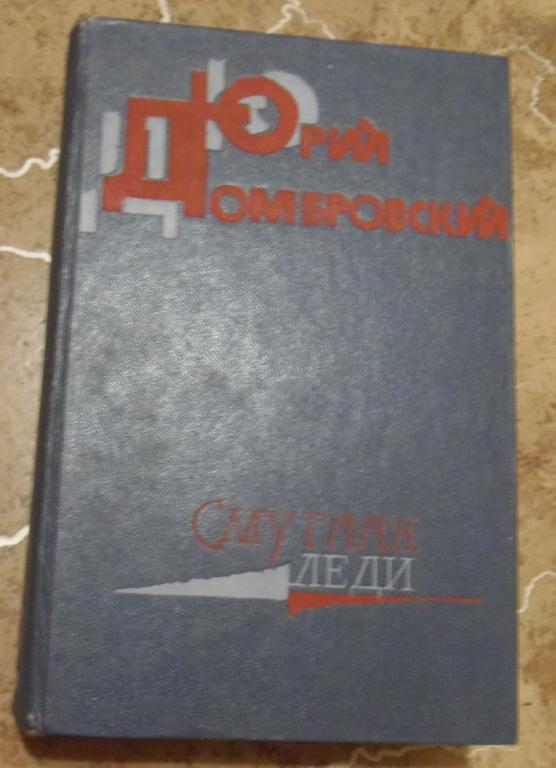 Юрий
Домбровский
Смуглая
леди